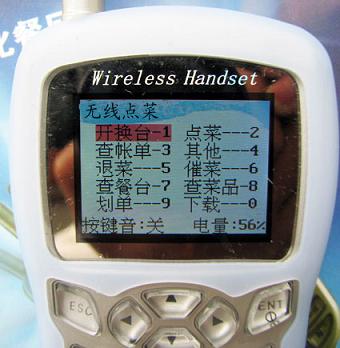 化餐
Wireless Handset
无线点菜
开换台-1 点菜---2
查帐单-3 其他---4
退菜---5 催菜---6
查餐台-7 查菜品-8
划单---9 下载---0
按键音:关 电量:56%
ESC
ENT